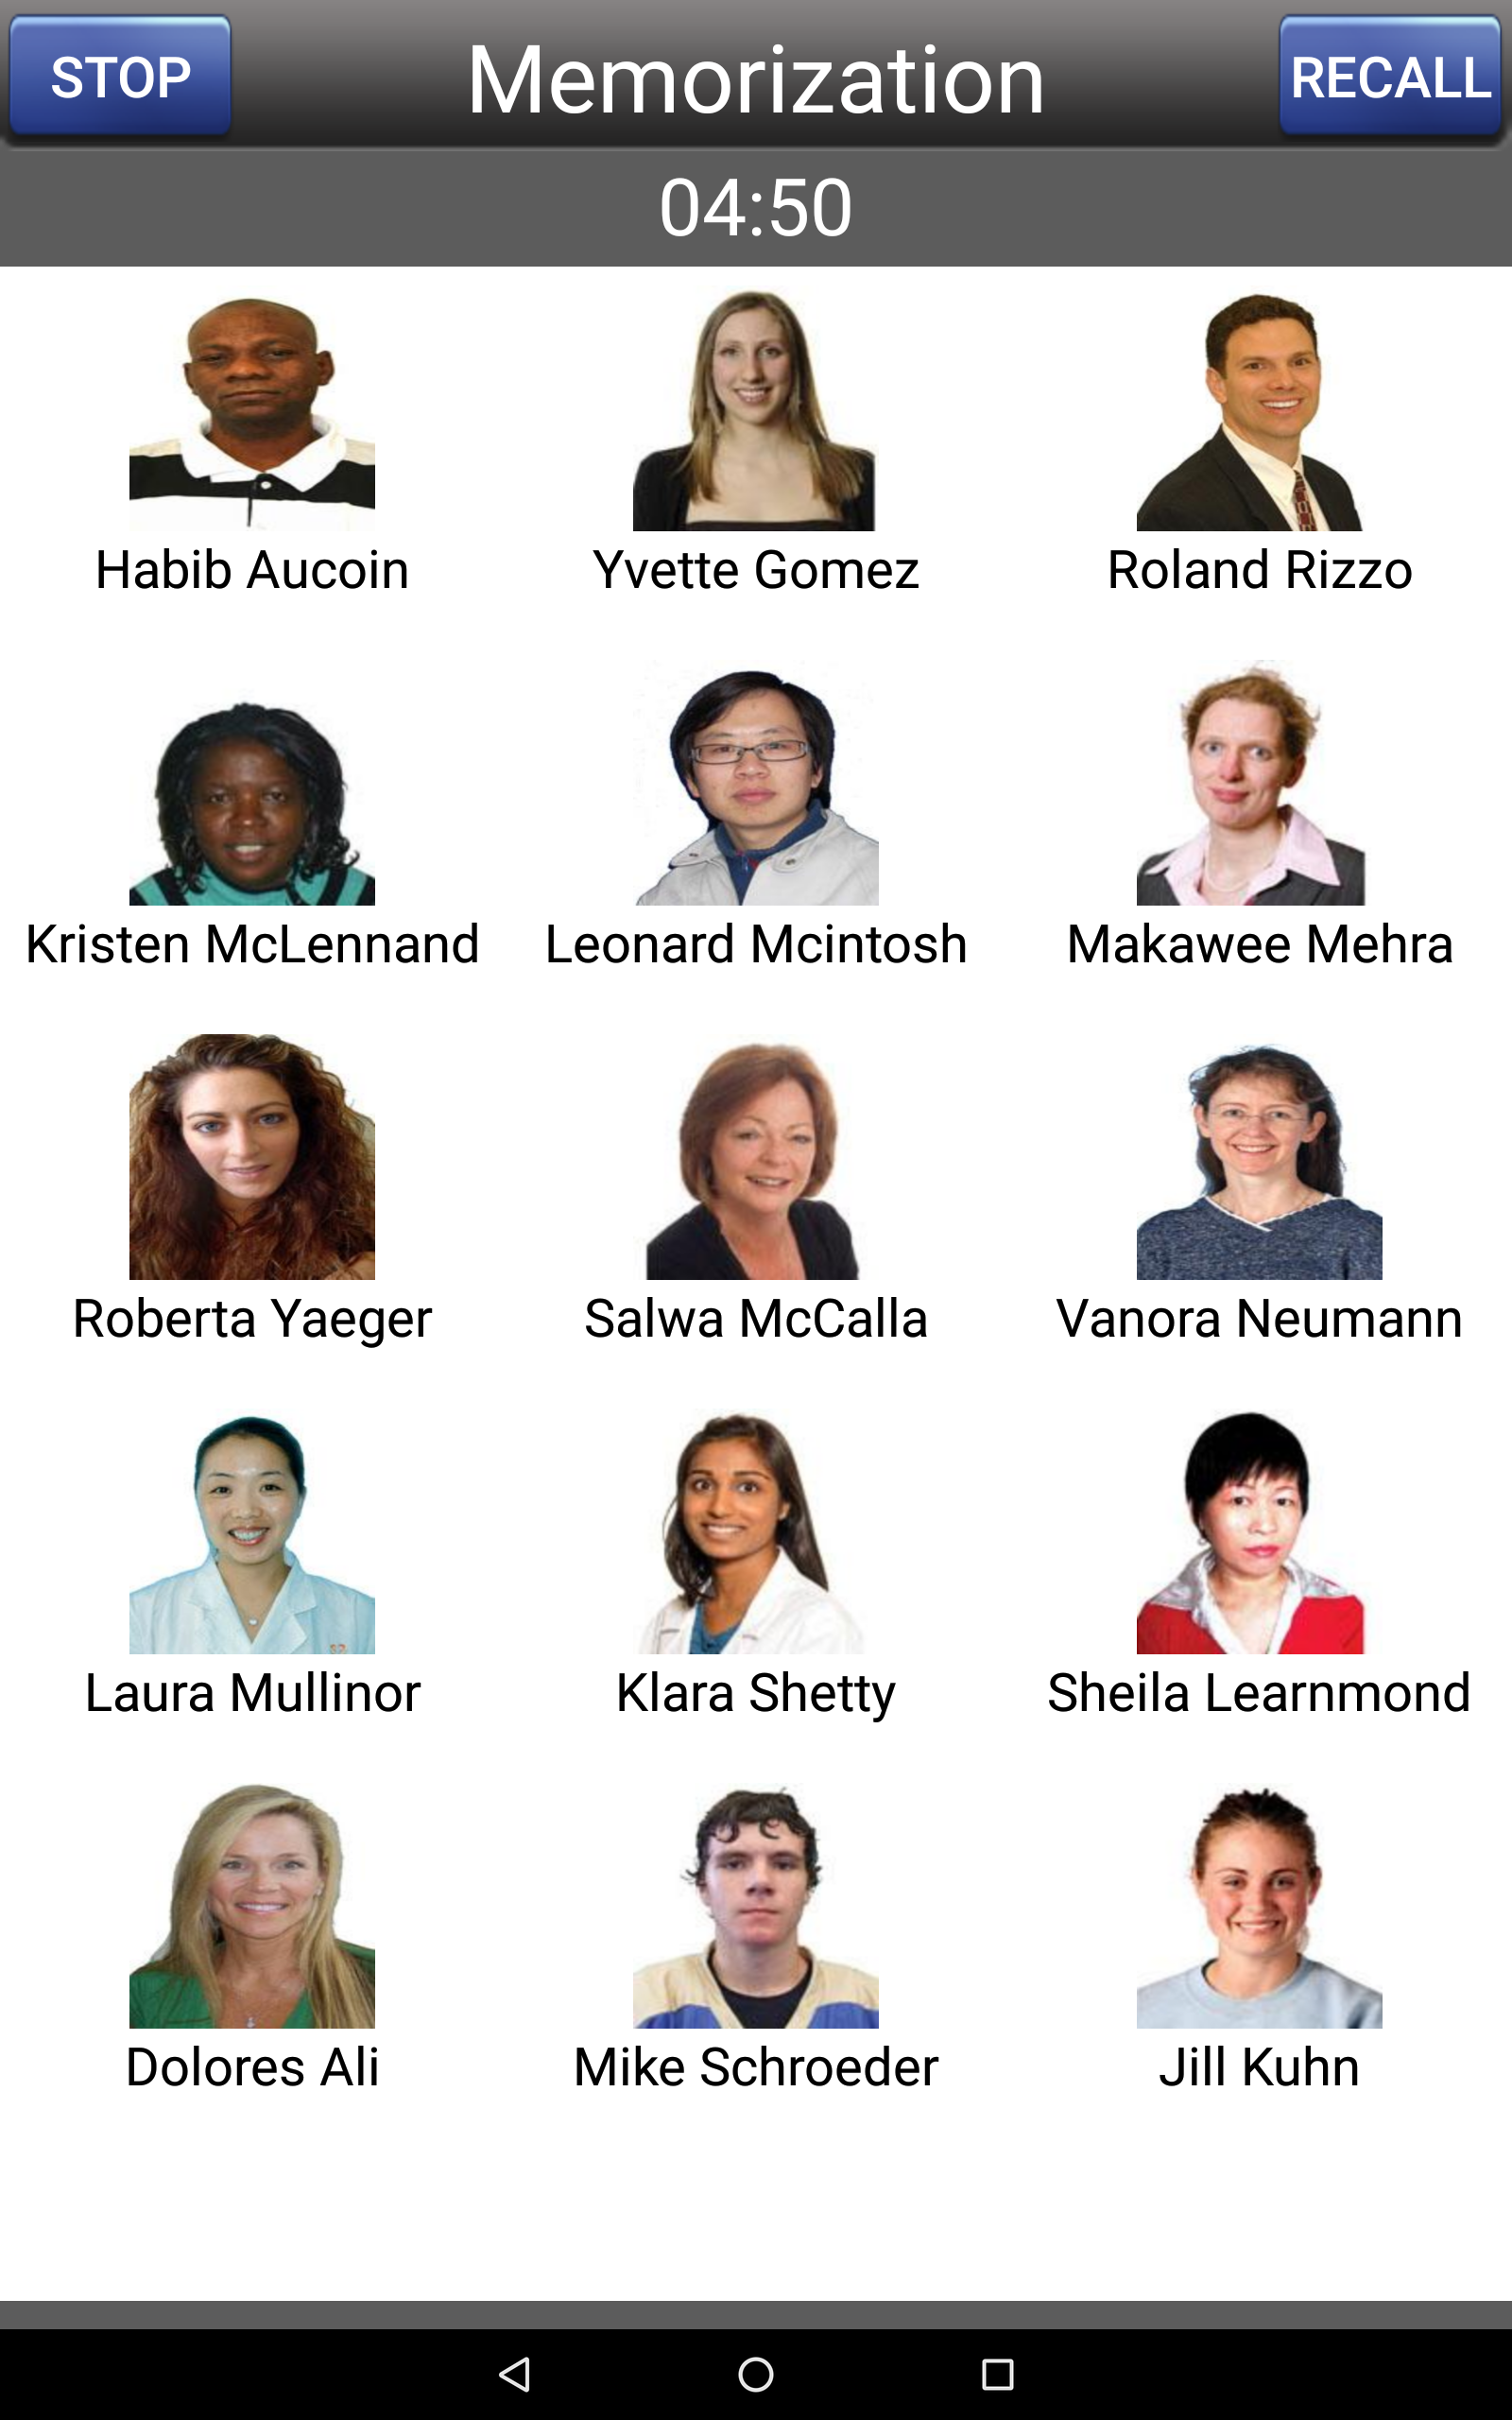 STOP Memorization RECALL
04:50
Habib Aucoin Yvette Gomez Roland Rizzo
Kristen McLennand Leonard Mcintosh Makawee Mehra
Roberta Yaeger Salwa McCalla Vanora Neumann
Laura Mullinor Klara Shetty Sheila Learnmond
Dolores Ali Mike Schroeder Jill Kuhn